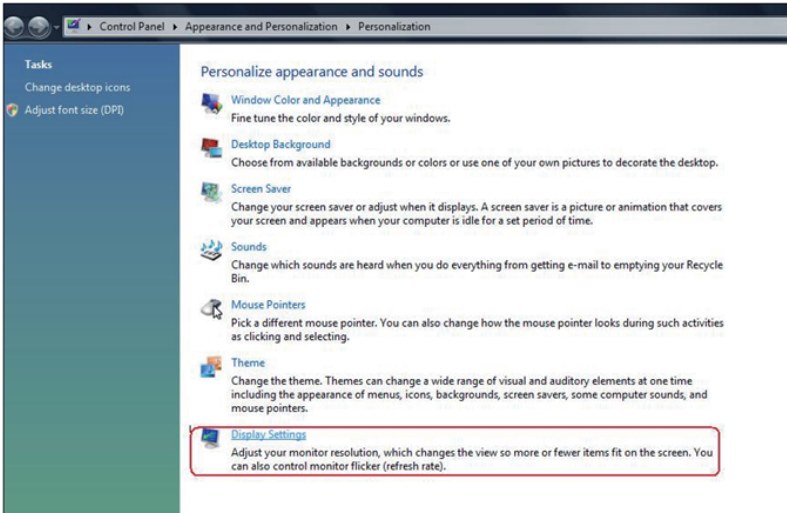 Control Panel ▸ Appearance and Personalization ▸ Personalization
Tasks
Change desktop icons
Adjust font size (DPI)
Personalize appearance and sounds
Window Color and Appearance
Fine tune the color and style of your windows.
Desktop Background
Choose from available backgrounds or colors or use one of your own pictures to decorate the desktop.
Screen Saver
Change your screen saver or adjust when it displays. A screen saver is a picture or animation that covers
your screen and appears when your computer is idle for a set period of time.
Sounds
Change which sounds are heard when you do everything from getting e-mail to emptying your Recycle
Bin.
Mouse Pointers
Pick a different mouse pointer. You can also change how the mouse pointer looks during such activities
as clicking and selecting.
Theme
Change the theme. Themes can change a wide range of visual and auditory elements at one time
including the appearance of menus, icons, backgrounds, screen savers, some computer sounds, and
mouse pointers.
Display Settings
Adjust your monitor resolution, which changes the view so more or fewer items fit on the screen. You
can also control monitor flicker (refresh rate).